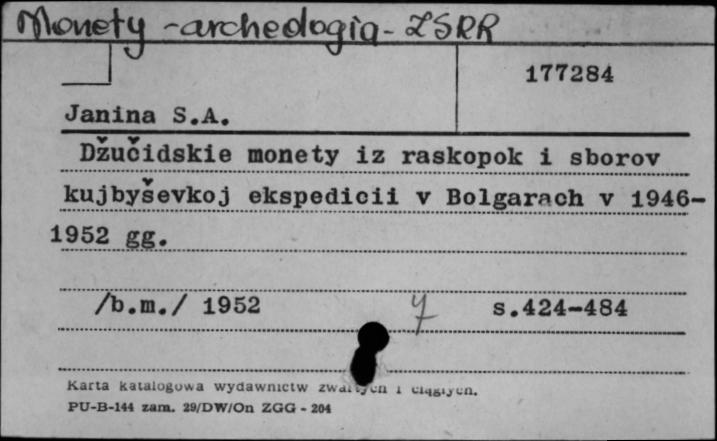 Monety - archeologia - ZSRR
177284
Janina S.A.
Džučidskie monety iz raskopok i sborov
kujbyševkoj ekspedicii v Bolgarach v 1946-
1952 gg.
/b.m./ 1952 y s.424-484
Karta katalogowa wydawnictw zwartych i ciągłych.
PU-B-144 zam. 29/DW/On ZGG - 204